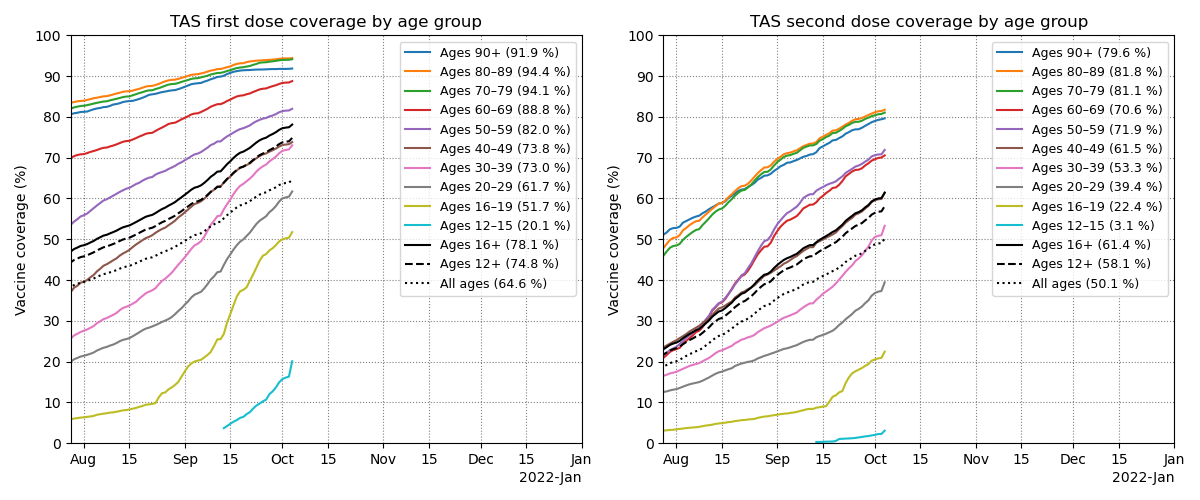 TAS first dose coverage by age group
Vaccine coverage (%)
100
90
80
70
60
50
40
30
20
10
0
Aug 15 Sep 15 Oct 15 Nov 15 Dec 15 Jan
2022-Jan
Ages 90+ (91.9 %)
Ages 80–89 (94.4 %)
Ages 70–79 (94.1 %)
Ages 60–69 (88.8 %)
Ages 50–59 (82.0 %)
Ages 40–49 (73.8 %)
Ages 30–39 (73.0 %)
Ages 20–29 (61.7 %)
Ages 16–19 (51.7 %)
Ages 12–15 (20.1 %)
Ages 16+ (78.1 %)
Ages 12+ (74.8 %)
All ages (64.6 %)
TAS second dose coverage by age group
Vaccine coverage (%)
100
90
80
70
60
50
40
30
20
10
0
Aug 15 Sep 15 Oct 15 Nov 15 Dec 15 Jan
2022-Jan
Ages 90+ (79.6 %)
Ages 80–89 (81.8 %)
Ages 70–79 (81.1 %)
Ages 60–69 (70.6 %)
Ages 50–59 (71.9 %)
Ages 40–49 (61.5 %)
Ages 30–39 (53.3 %)
Ages 20–29 (39.4 %)
Ages 16–19 (22.4 %)
Ages 12–15 (3.1 %)
Ages 16+ (61.4 %)
Ages 12+ (58.1 %)
All ages (50.1 %)